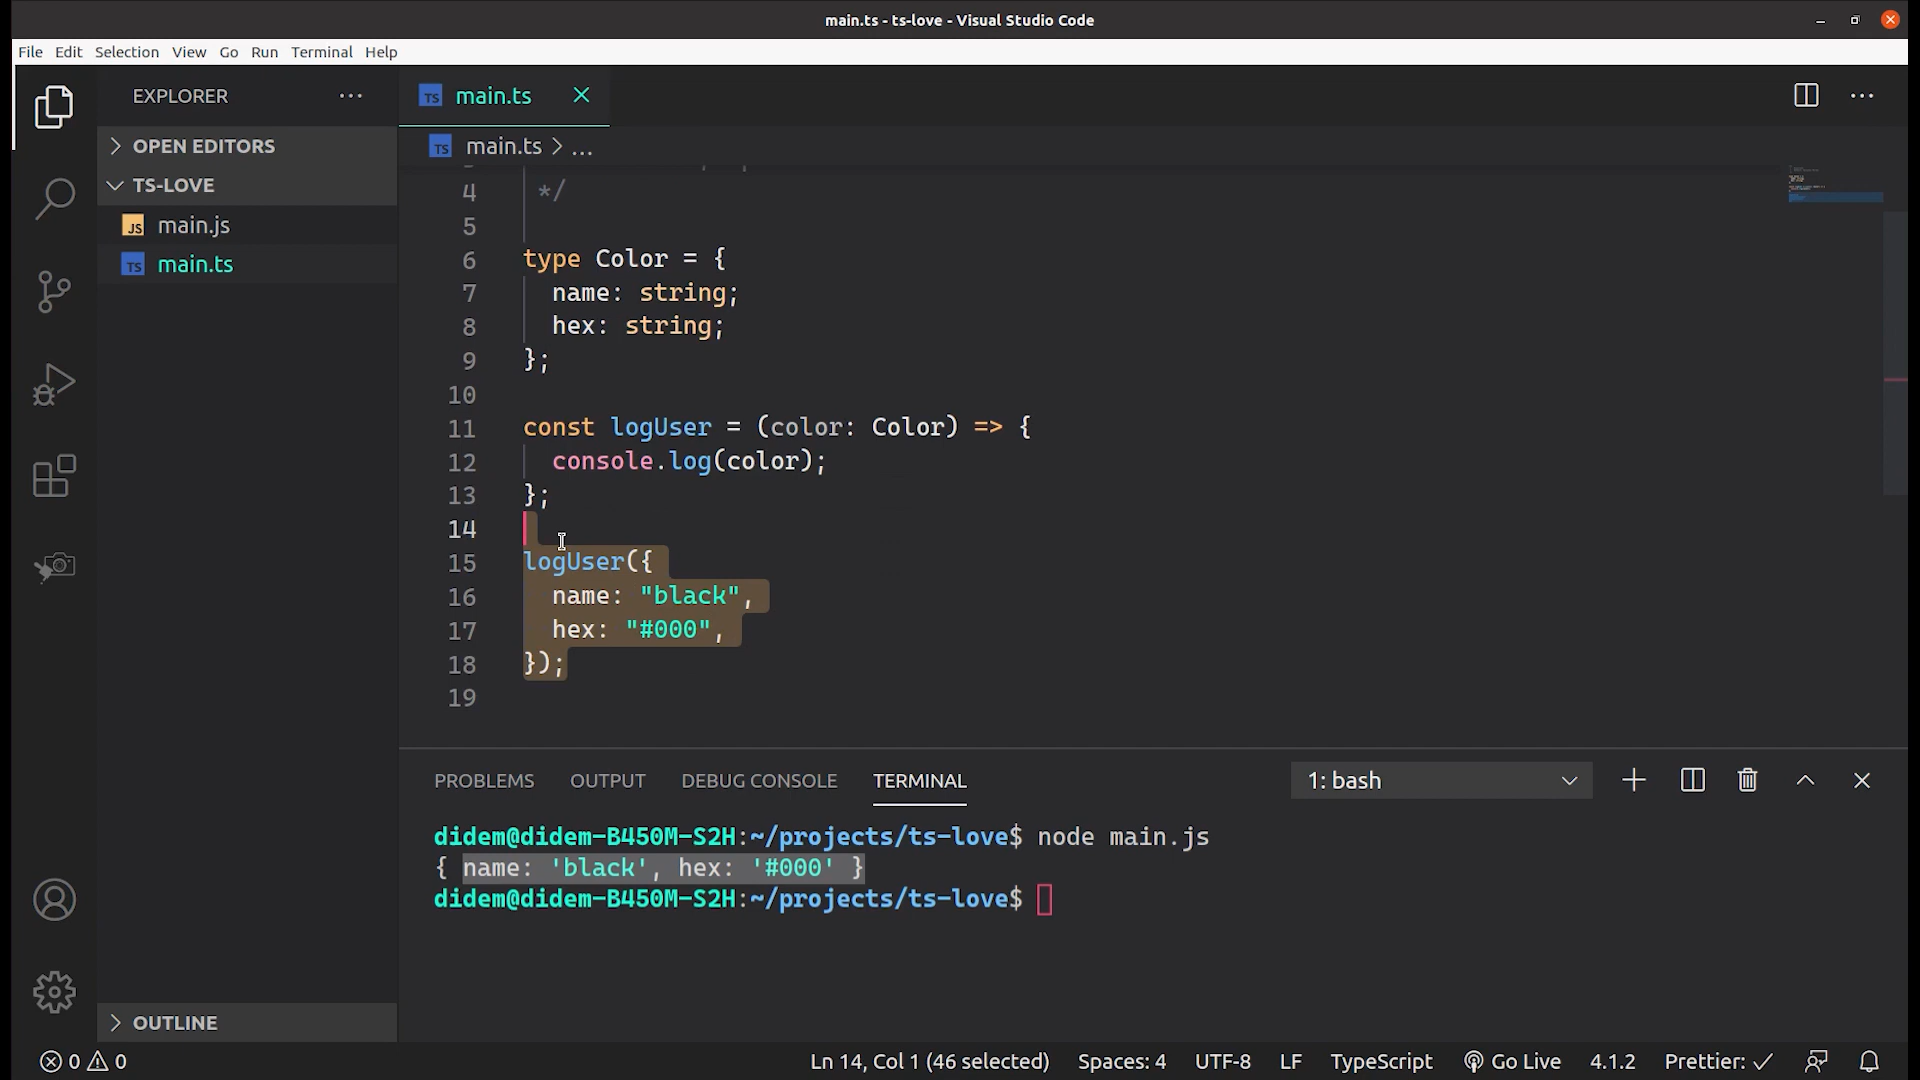 main.ts - ts-love - Visual Studio Code
File Edit Selection View Go Run Terminal Help
EXPLORER
OPEN EDITORS
TS-LOVE
JS main.js
TS main.ts
OUTLINE
TS main.ts
TS main.ts > ...
4 */
5
6 type Color = {
7 name: string;
8 hex: string;
9 };
10
11 const logUser = (color: Color) => {
12 console.log(color);
13 };
14
15 logUser({
16 name: "black",
17 hex: "#000",
18 });
19
PROBLEMS OUTPUT DEBUG CONSOLE TERMINAL 1: bash
didem@didem-B450M-S2H:~/projects/ts-love$ node main.js
{ name: 'black', hex: '#000' }
didem@didem-B450M-S2H:~/projects/ts-love$
0 0 Ln 14, Col 1 (46 selected) Spaces: 4 UTF-8 LF TypeScript Go Live 4.1.2 Prettier: ✓